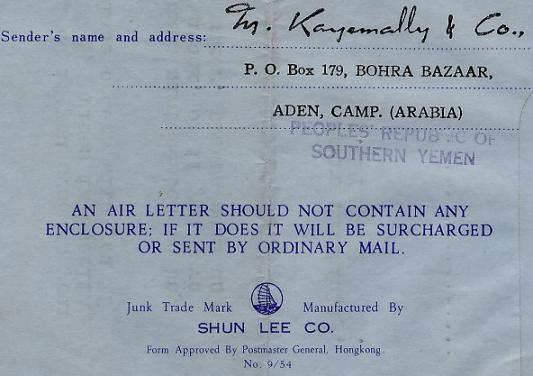 Sender's name and address: M. Kayemally & Co.,
P. O. Box 179, BOHRA BAZAAR,
ADEN, CAMP. (ARABIA)
PEOPLES' REPUBLIC OF
SOUTHERN YEMEN
AN AIR LETTER SHOULD NOT CONTAIN ANY
ENCLOSURE; IF IT DOES IT WILL BE SURCHARGED
OR SENT BY ORDINARY MAIL.
Junk Trade Mark Manufactured By
SHUN LEE CO.
Form Approved By Postmaster General, Hongkong.
No. 9/54